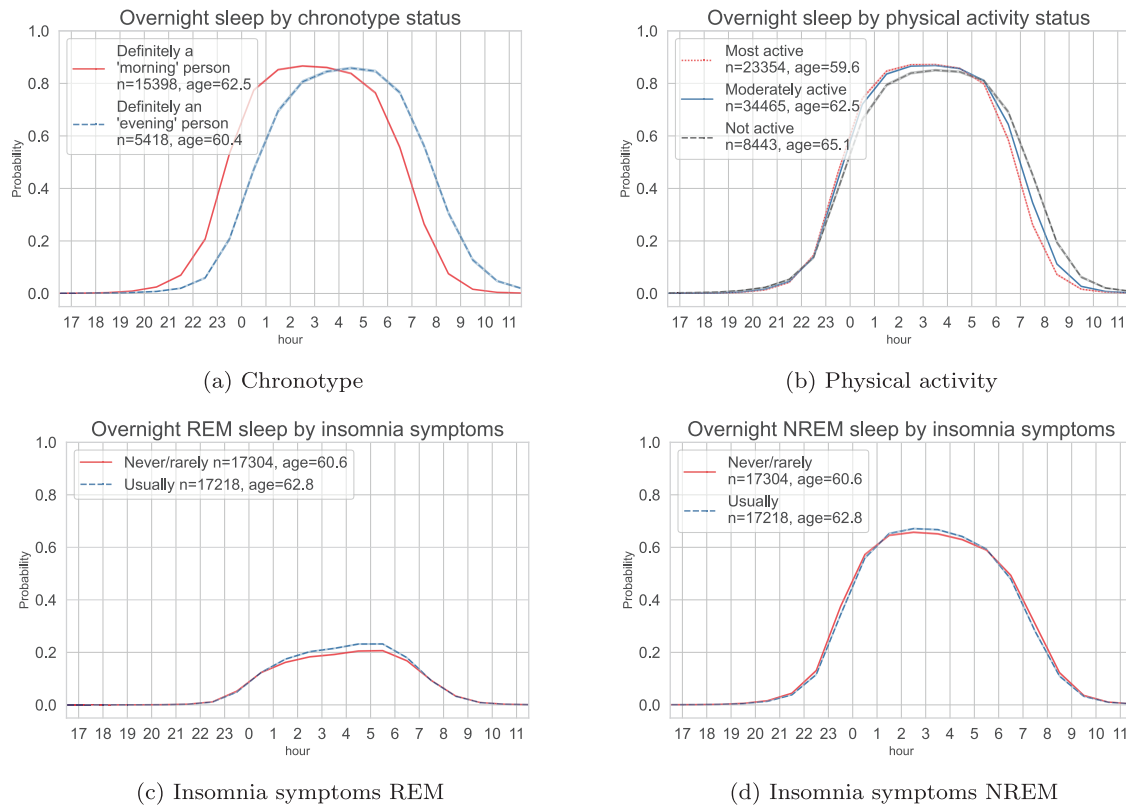 Overnight sleep by chronotype status
1.0
0.8
0.6
0.4
0.2
0.0
Probability
Definitely a
'morning' person
n=15398, age=62.5
Definitely an
'evening' person
n=5418, age=60.4
17 18 19 20 21 22 23 0 1 2 3 4 5 6 7 8 9 10 11
hour
(a) Chronotype
Overnight sleep by physical activity status
1.0
0.8
0.6
0.4
0.2
0.0
Probability
Most active
n=23354, age=59.6
Moderately active
n=34465, age=62.5
Not active
n=8443, age=65.1
17 18 19 20 21 22 23 0 1 2 3 4 5 6 7 8 9 10 11
hour
(b) Physical activity
Overnight REM sleep by insomnia symptoms
1.0
0.8
0.6
0.4
0.2
0.0
Probability
Never/rarely n=17304, age=60.6
Usually n=17218, age=62.8
17 18 19 20 21 22 23 0 1 2 3 4 5 6 7 8 9 10 11
hour
(c) Insomnia symptoms REM
Overnight NREM sleep by insomnia symptoms
1.0
0.8
0.6
0.4
0.2
0.0
Probability
Never/rarely
n=17304, age=60.6
Usually
n=17218, age=62.8
17 18 19 20 21 22 23 0 1 2 3 4 5 6 7 8 9 10 11
hour
(d) Insomnia symptoms NREM